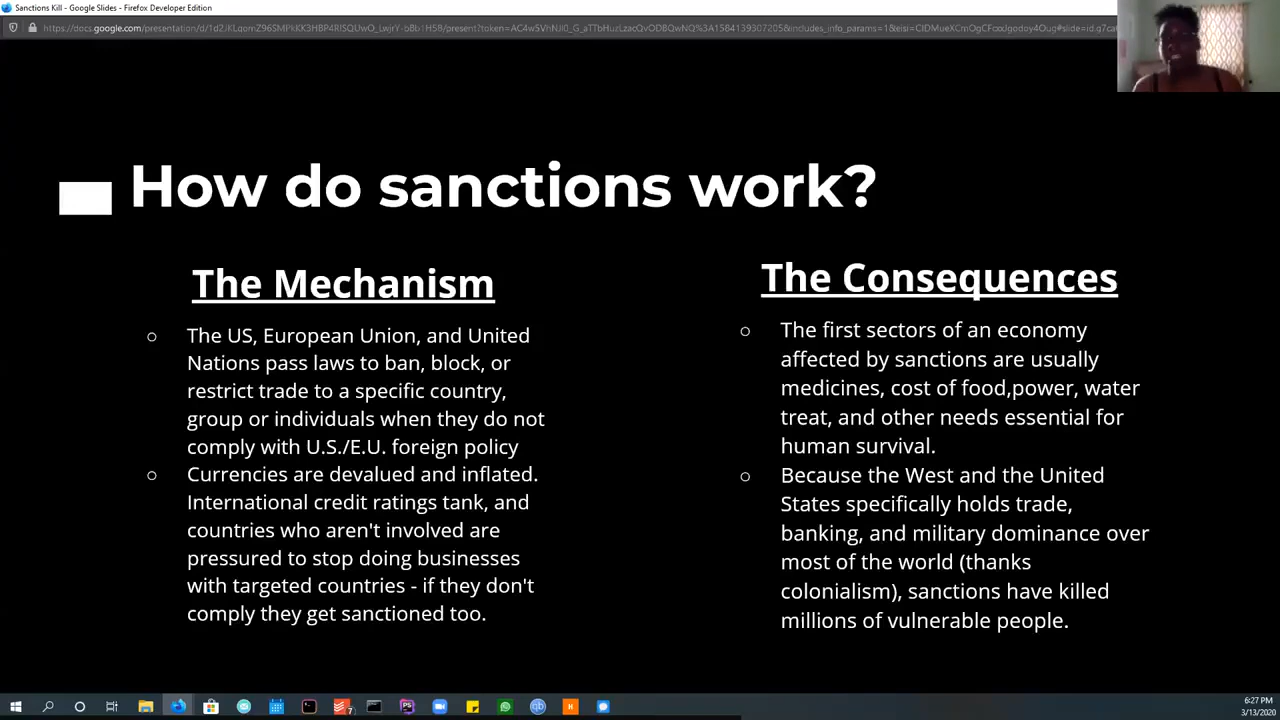 Sanctions Kill - Google Slides - Firefox Developer Edition
How do sanctions work?
The Mechanism
○ The US, European Union, and United
Nations pass laws to ban, block, or
restrict trade to a specific country,
group or individuals when they do not
comply with U.S./E.U. foreign policy
○ Currencies are devalued and inflated.
International credit ratings tank, and
countries who aren't involved are
pressured to stop doing businesses
with targeted countries - if they don't
comply they get sanctioned too.
The Consequences
○ The first sectors of an economy
affected by sanctions are usually
medicines, cost of food,power, water
treat, and other needs essential for
human survival.
○ Because the West and the United
States specifically holds trade,
banking, and military dominance over
most of the world (thanks
colonialism), sanctions have killed
millions of vulnerable people.
7
PS
qb
H
6:27 PM
3/13/2020